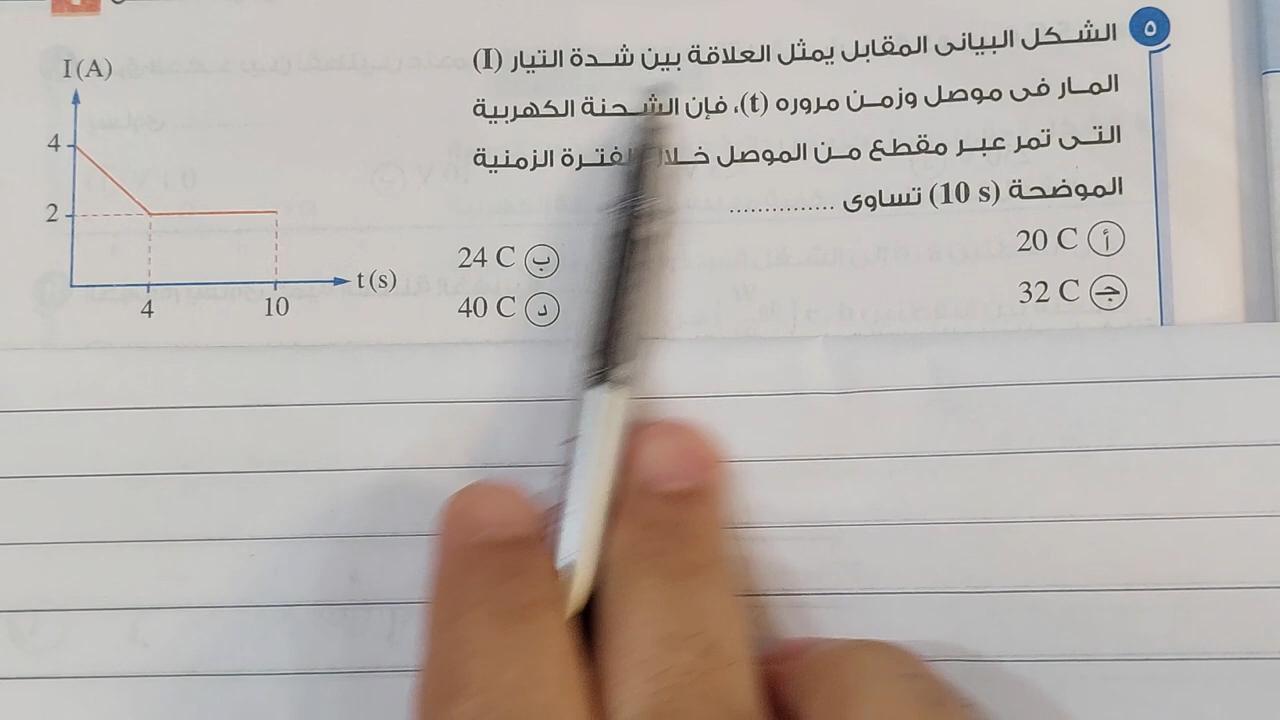 ٥ الشكل البيانى المقابل يمثل العلاقة بين شدة التيار (I)
المار فى موصل وزمن مروره (t)، فإن الشحنة الكهربية
التى تمر عبر مقطع من الموصل خلال الفترة الزمنية
الموضحة (10 s) تساوى ...............
أ 20 C
ب 24 C
ج 32 C
د 40 C
I (A)
4
2
4 10
t (s)